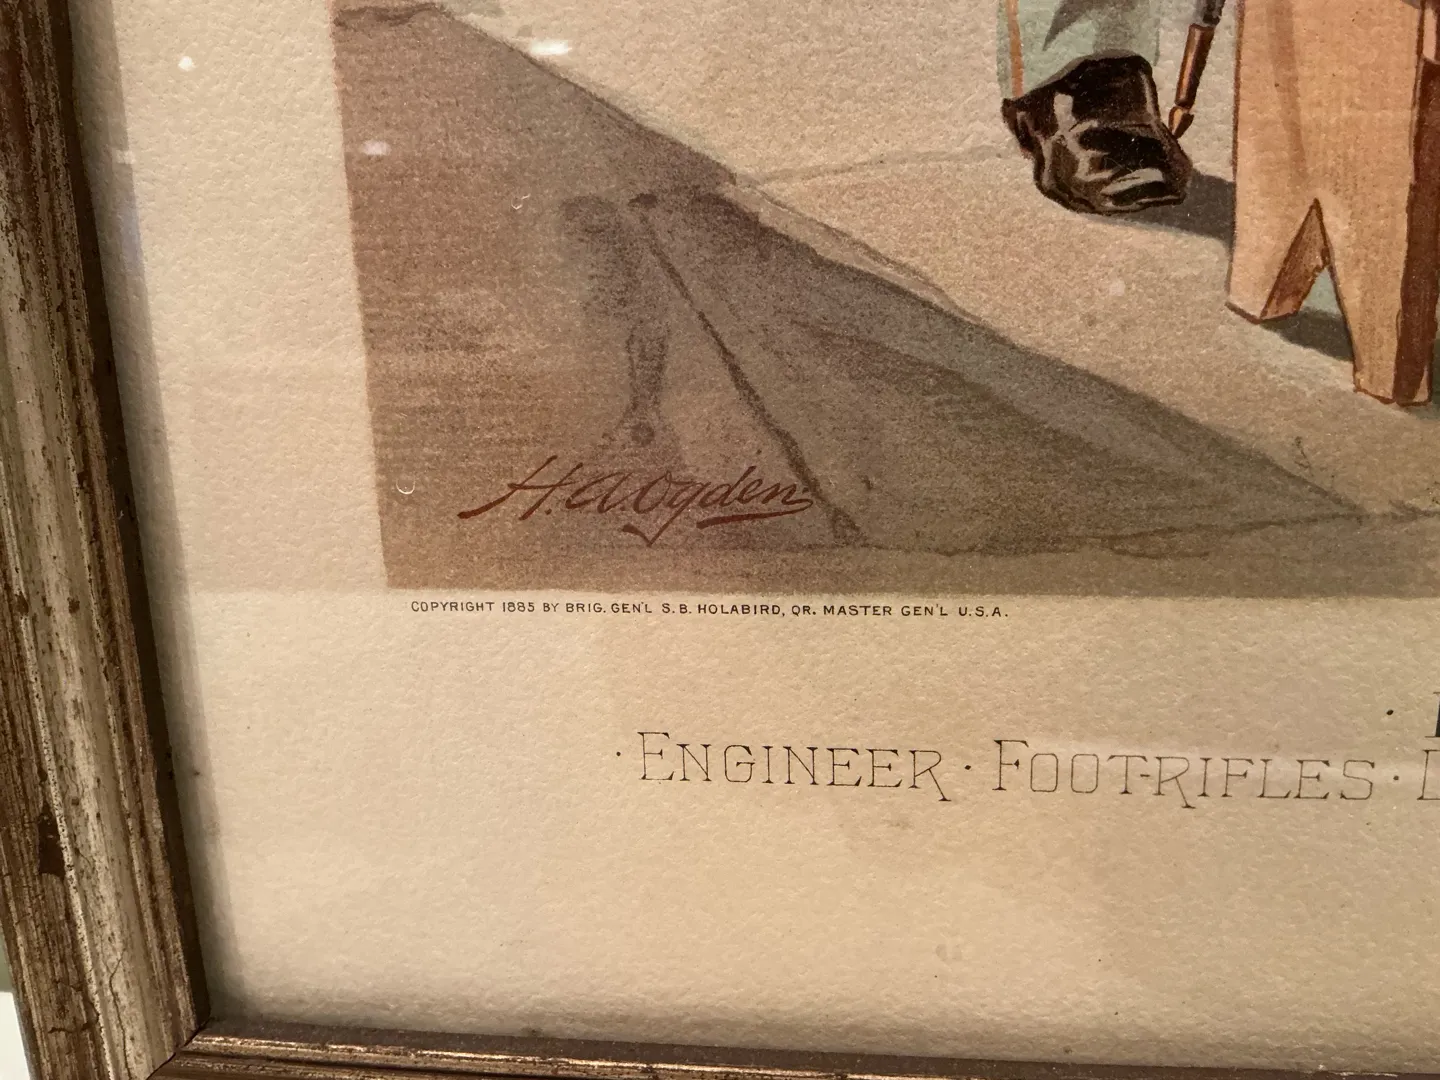 H.A.Ogden
COPYRIGHT 1885 BY BRIG. GEN'L S.B. HOLABIRD, QR. MASTER GEN'L U.S.A.
· ENGINEER · FOOT-RIFLES ·